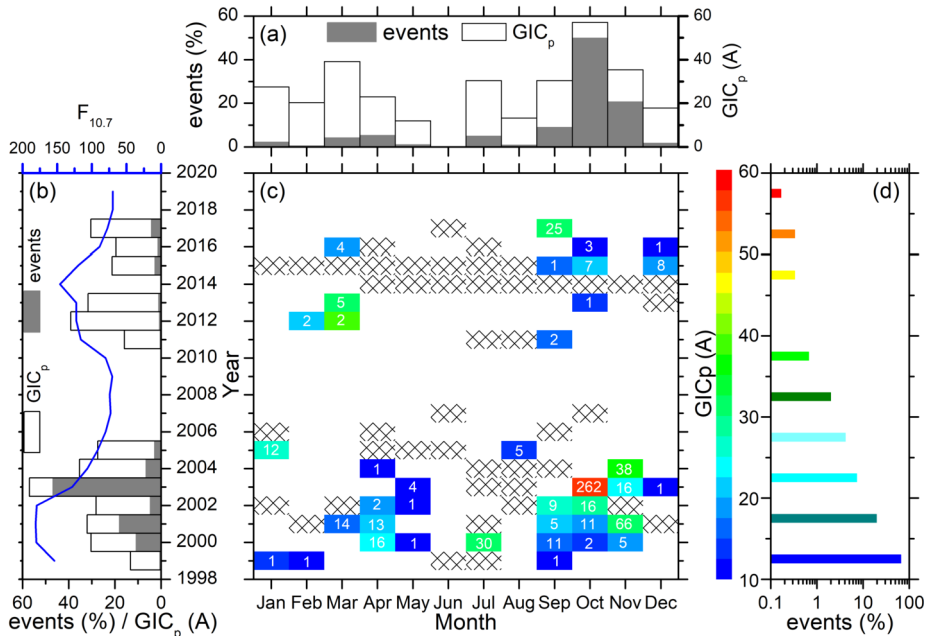 60
40
20
0
events (%)
(a)
events
GICp
60
40
20
0
GICp (A)
F10.7
200 150 100 50 0
(b)
events
GICp
2020
2018
2016
2014
2012
2010
2008
2006
2004
2002
2000
1998
Year
60 40 20 0
events (%) / GICp (A)
(c)
25
4 3 1
1 7 8
5 1
2 2
2
12 5
1 38
4 262 16 1
1 9 16
2
14 13 5 11 66
16 1 30 11 2 5
1 1 1
Jan Feb Mar Apr May Jun Jul Aug Sep Oct Nov Dec
Month
60
50
40
30
20
10
GICp (A)
(d)
0.1 1 10 100
events (%)